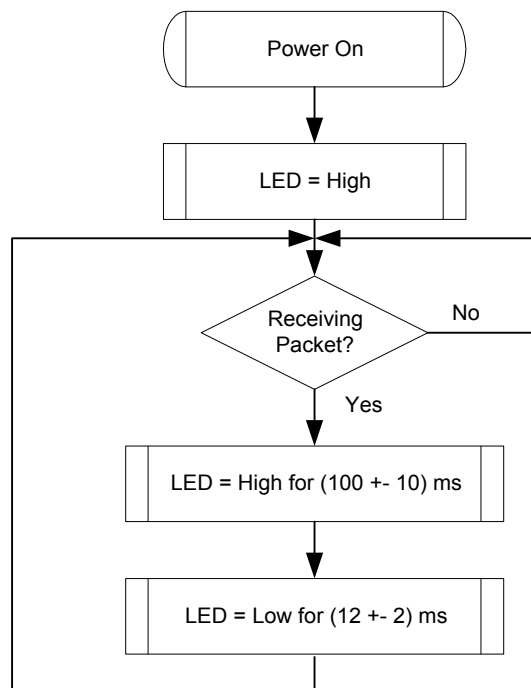 Power On
LED = High
Receiving
Packet?
No
Yes
LED = High for (100 +- 10) ms
LED = Low for (12 +- 2) ms